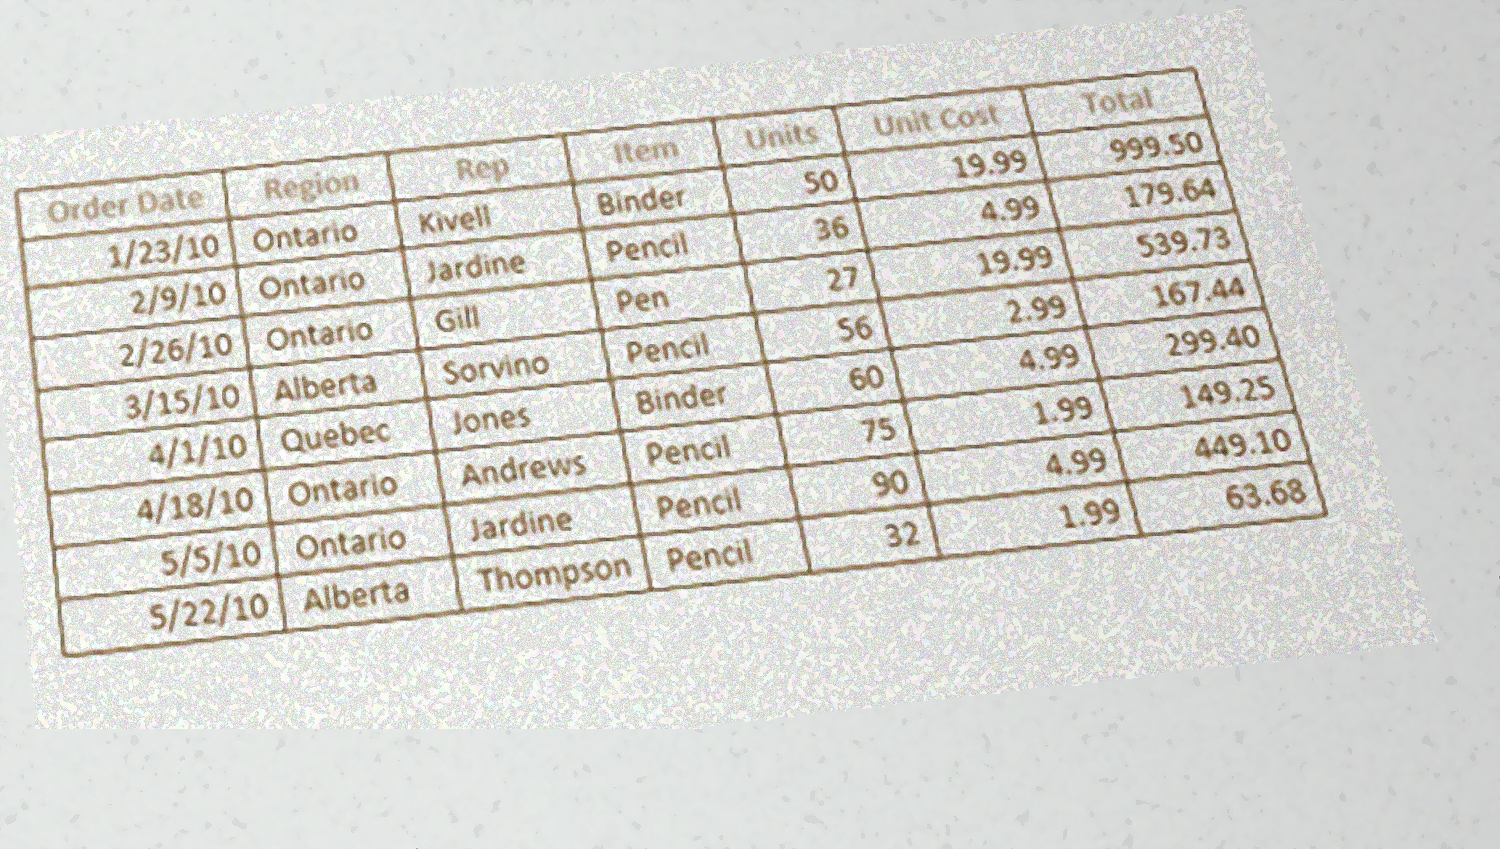 Order Date Region Rep Item Units Unit Cost Total
1/23/10 Ontario Kivell Binder 50 19.99 999.50
2/9/10 Ontario Jardine Pencil 36 4.99 179.64
2/26/10 Ontario Gill Pen 27 19.99 539.73
3/15/10 Alberta Sorvino Pencil 56 2.99 167.44
4/1/10 Quebec Jones Binder 60 4.99 299.40
4/18/10 Ontario Andrews Pencil 75 1.99 149.25
5/5/10 Ontario Jardine Pencil 90 4.99 449.10
5/22/10 Alberta Thompson Pencil 32 1.99 63.68